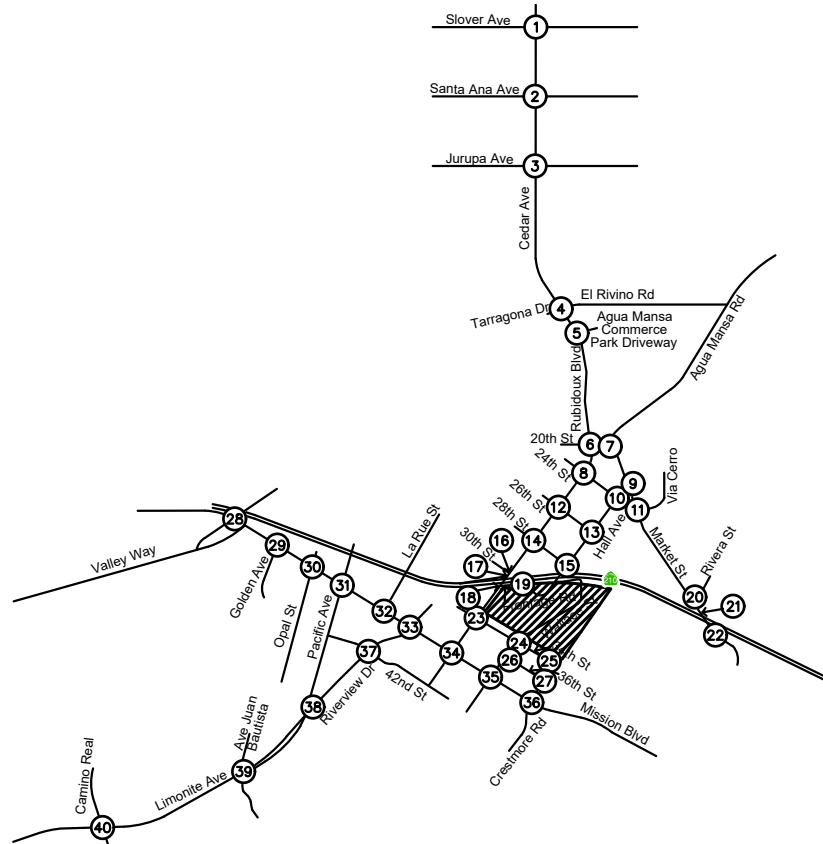 Slover Ave
1
Santa Ana Ave
2
Jurupa Ave
3
Cedar Ave
El Rivino Rd
Tarragona Dr
4
Agua Mansa
Commerce
Park Driveway
5
Agua Mansa Rd
Rubidoux Blvd
20th St
6
7
24th St
8
9
Via Cerro
10
11
26th St
12
28th St
13
Hall Ave
14
Market St
Rivera St
30th St
16
15
17
19
210
18
Frontage Rd
20
21
22
23
24
25
26
36th St
27
28
Valley Way
29
Golden Ave
30
Opal St
31
Pacific Ave
La Rue St
32
33
34
35
36
Mission Blvd
Crestmore Rd
37
42nd St
Riverview Dr
38
Ave Juan
Bautista
39
Limonite Ave
Camino Real
40